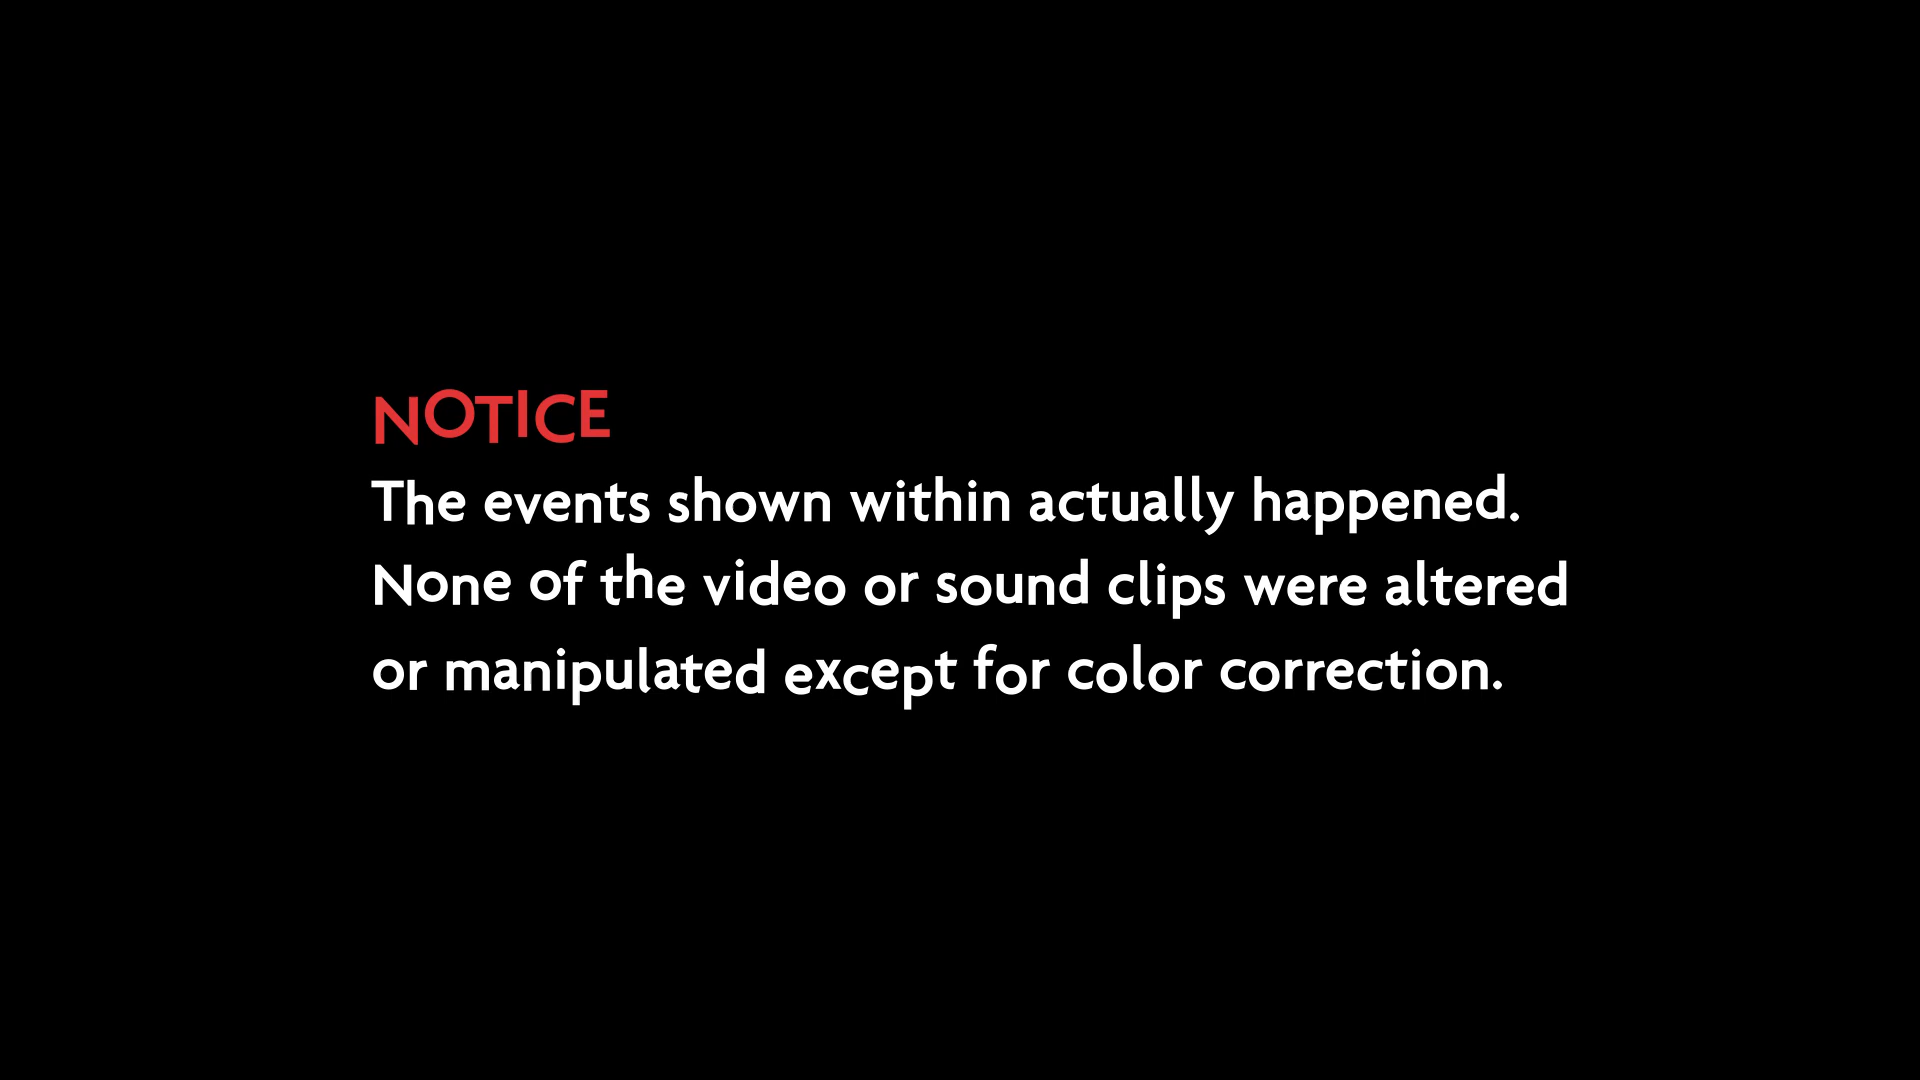 NOTICE
The events shown within actually happened.
None of the video or sound clips were altered
or manipulated except for color correction.